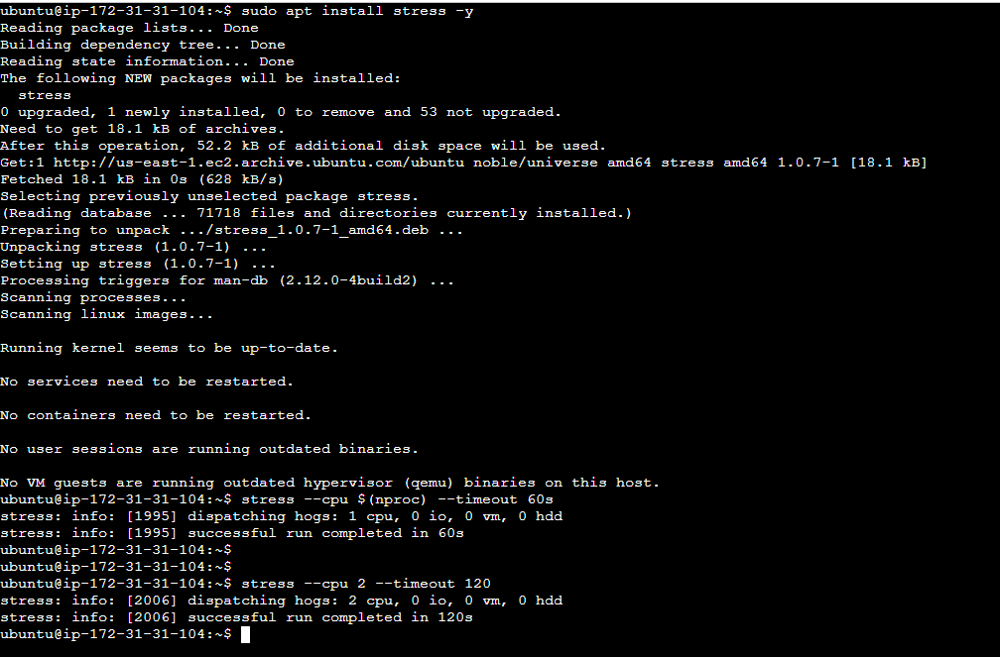 ubuntu@ip-172-31-31-104:~$ sudo apt install stress -y
Reading package lists... Done
Building dependency tree... Done
Reading state information... Done
The following NEW packages will be installed:
  stress
0 upgraded, 1 newly installed, 0 to remove and 53 not upgraded.
Need to get 18.1 kB of archives.
After this operation, 52.2 kB of additional disk space will be used.
Get:1 http://us-east-1.ec2.archive.ubuntu.com/ubuntu noble/universe amd64 stress amd64 1.0.7-1 [18.1 kB]
Fetched 18.1 kB in 0s (628 kB/s)
Selecting previously unselected package stress.
(Reading database ... 71718 files and directories currently installed.)
Preparing to unpack .../stress_1.0.7-1_amd64.deb ...
Unpacking stress (1.0.7-1) ...
Setting up stress (1.0.7-1) ...
Processing triggers for man-db (2.12.0-4build2) ...
Scanning processes...
Scanning linux images...

Running kernel seems to be up-to-date.

No services need to be restarted.

No containers need to be restarted.

No user sessions are running outdated binaries.

No VM guests are running outdated hypervisor (qemu) binaries on this host.
ubuntu@ip-172-31-31-104:~$ stress --cpu $(nproc) --timeout 60s
stress: info: [1995] dispatching hogs: 1 cpu, 0 io, 0 vm, 0 hdd
stress: info: [1995] successful run completed in 60s
ubuntu@ip-172-31-31-104:~$
ubuntu@ip-172-31-31-104:~$
ubuntu@ip-172-31-31-104:~$ stress --cpu 2 --timeout 120
stress: info: [2006] dispatching hogs: 2 cpu, 0 io, 0 vm, 0 hdd
stress: info: [2006] successful run completed in 120s
ubuntu@ip-172-31-31-104:~$